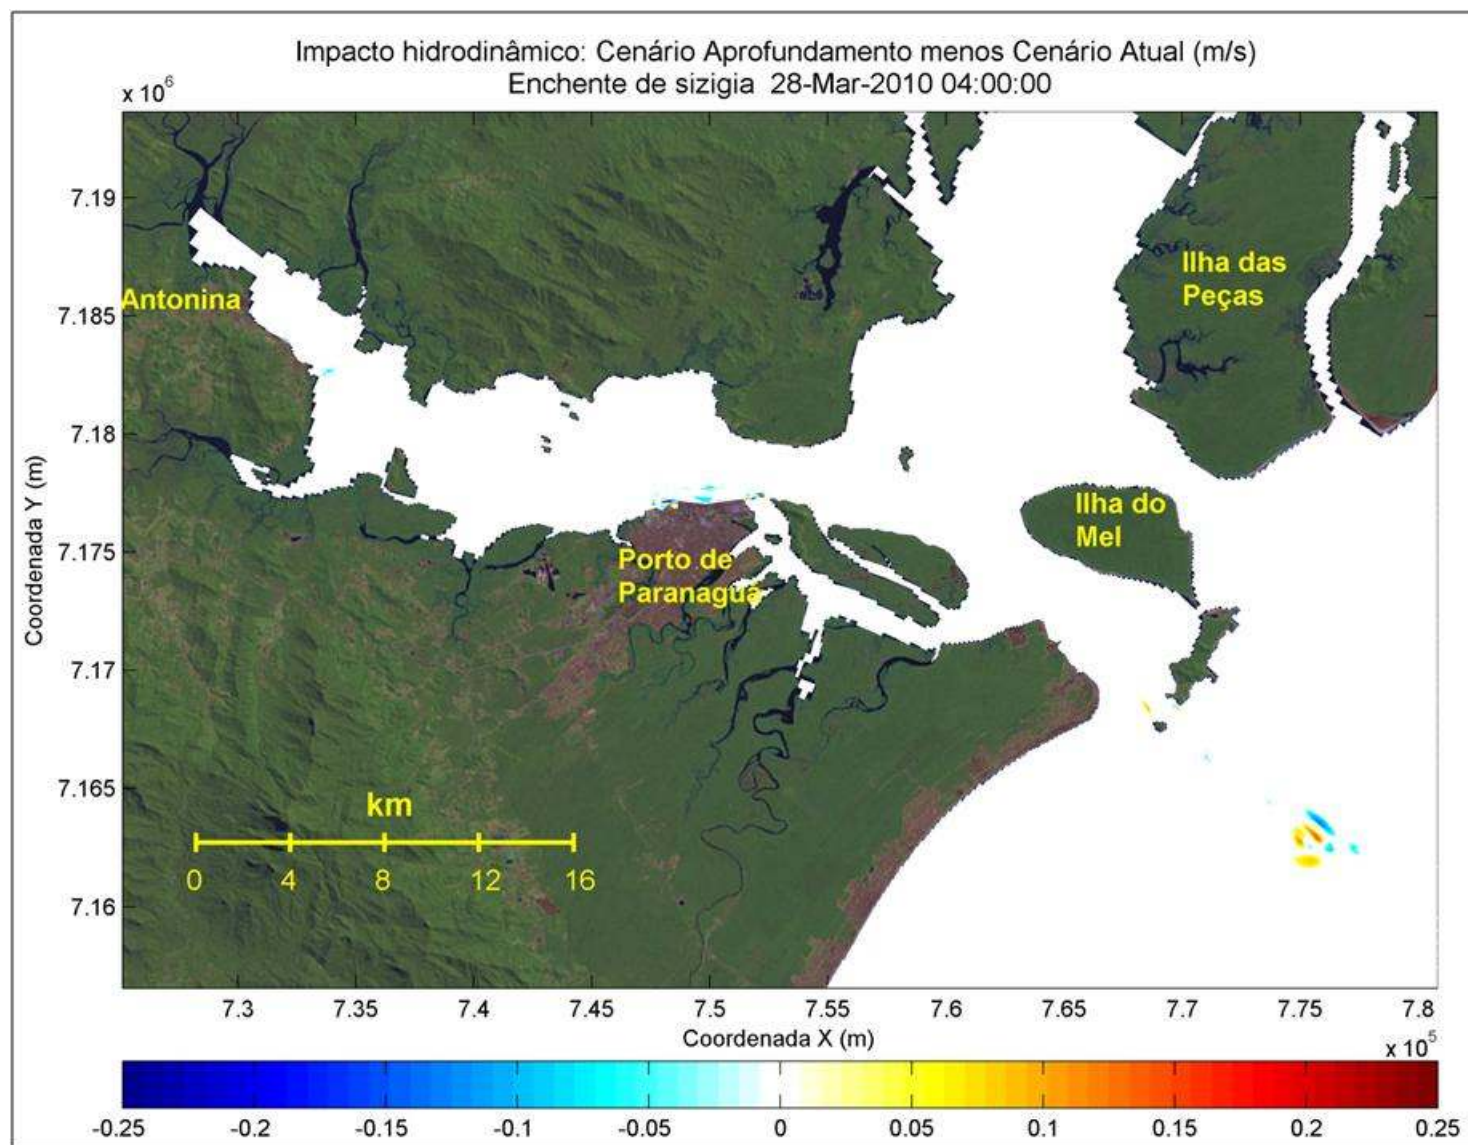 Impacto hidrodinâmico: Cenário Aprofundamento menos Cenário Atual (m/s)
Enchente de sizigia 28-Mar-2010 04:00:00
x 10⁶
7.19
7.185
7.18
7.175
7.17
7.165
7.16
Coordenada Y (m)
Antonina
Ilha das
Peças
Ilha do
Mel
Porto de
Paranaguá
km
0 4 8 12 16
7.3 7.35 7.4 7.45 7.5 7.55 7.6 7.65 7.7 7.75 7.8
Coordenada X (m)
x 10⁵
-0.25 -0.2 -0.15 -0.1 -0.05 0 0.05 0.1 0.15 0.2 0.25